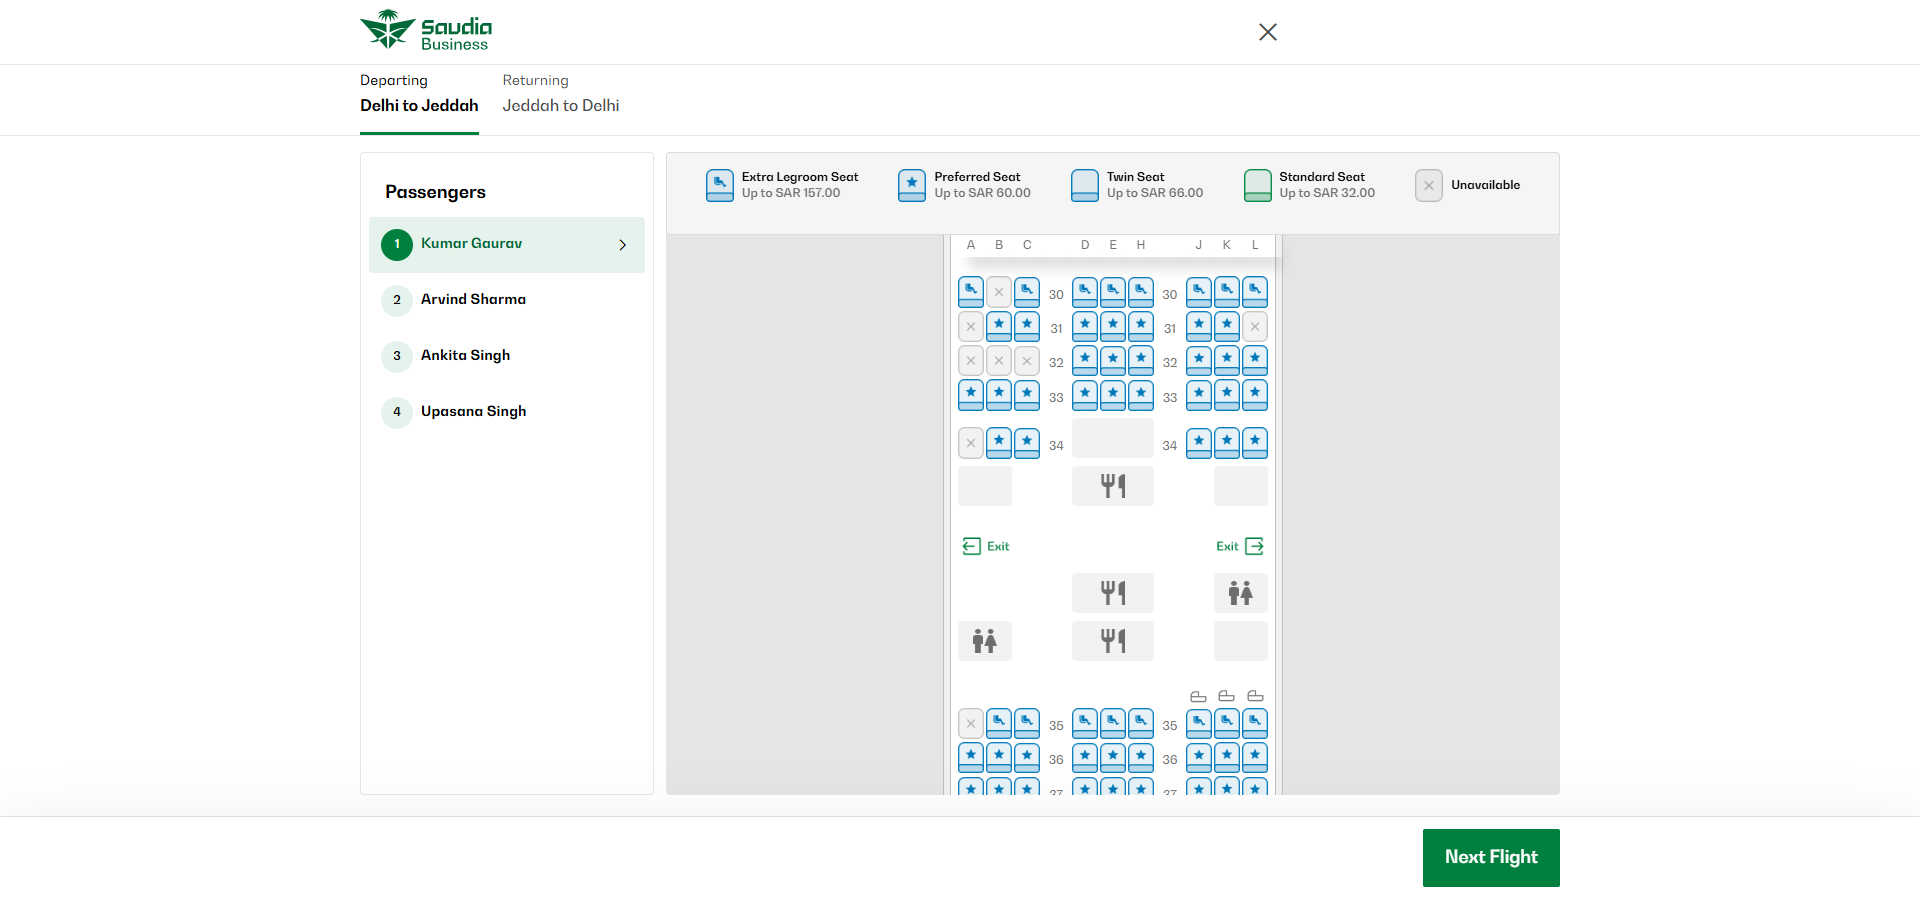 Saudia
Business
Departing
Delhi to Jeddah
Returning
Jeddah to Delhi
Passengers
1 Kumar Gaurav
2 Arvind Sharma
3 Ankita Singh
4 Upasana Singh
Extra Legroom Seat
Up to SAR 157.00
Preferred Seat
Up to SAR 60.00
Twin Seat
Up to SAR 66.00
Standard Seat
Up to SAR 32.00
Unavailable
A B C D E H J K L
30 30
31 31
32 32
33 33
34 34
Exit Exit
35 35
36 36
37 37
Next Flight